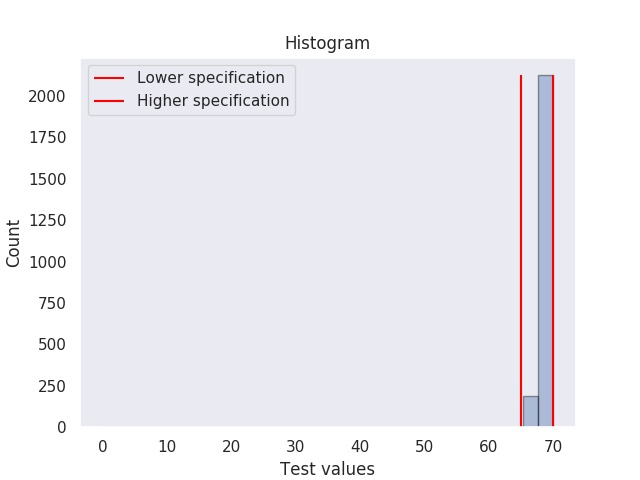 Histogram
Lower specification
Higher specification
2000
1750
1500
1250
1000
750
500
250
0
Count
0 10 20 30 40 50 60 70
Test values